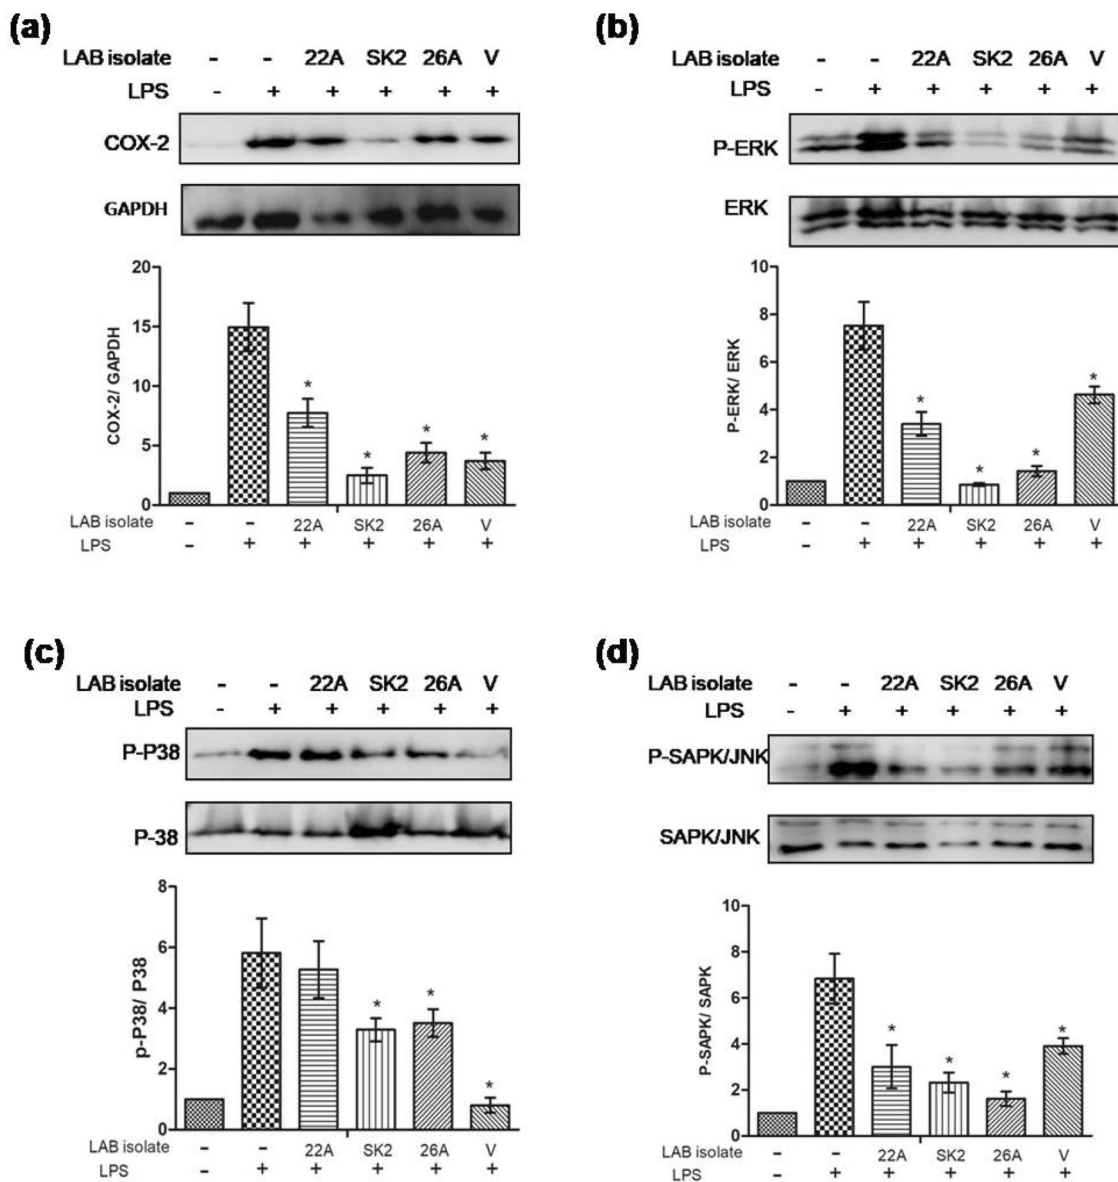 (a)
LAB isolate - - 22A SK2 26A V
LPS - + + + + +
COX-2
GAPDH
20
15
10
5
0
COX-2/ GAPDH
*
*
*
*
LAB isolate - - 22A SK2 26A V
LPS - + + + + +
(b)
LAB isolate - - 22A SK2 26A V
LPS - + + + + +
P-ERK
ERK
10
8
6
4
2
0
P-ERK/ ERK
*
*
*
*
LAB isolate - - 22A SK2 26A V
LPS - + + + + +
(c)
LAB isolate - - 22A SK2 26A V
LPS - + + + + +
P-P38
P-38
8
6
4
2
0
p-P38/ P38
*
*
*
LAB isolate - - 22A SK2 26A V
LPS - + + + + +
(d)
LAB isolate - - 22A SK2 26A V
LPS - + + + + +
P-SAPK/JNK
SAPK/JNK
10
8
6
4
2
0
P-SAPK/ SAPK
*
*
*
*
LAB isolate - - 22A SK2 26A V
LPS - + + + + +